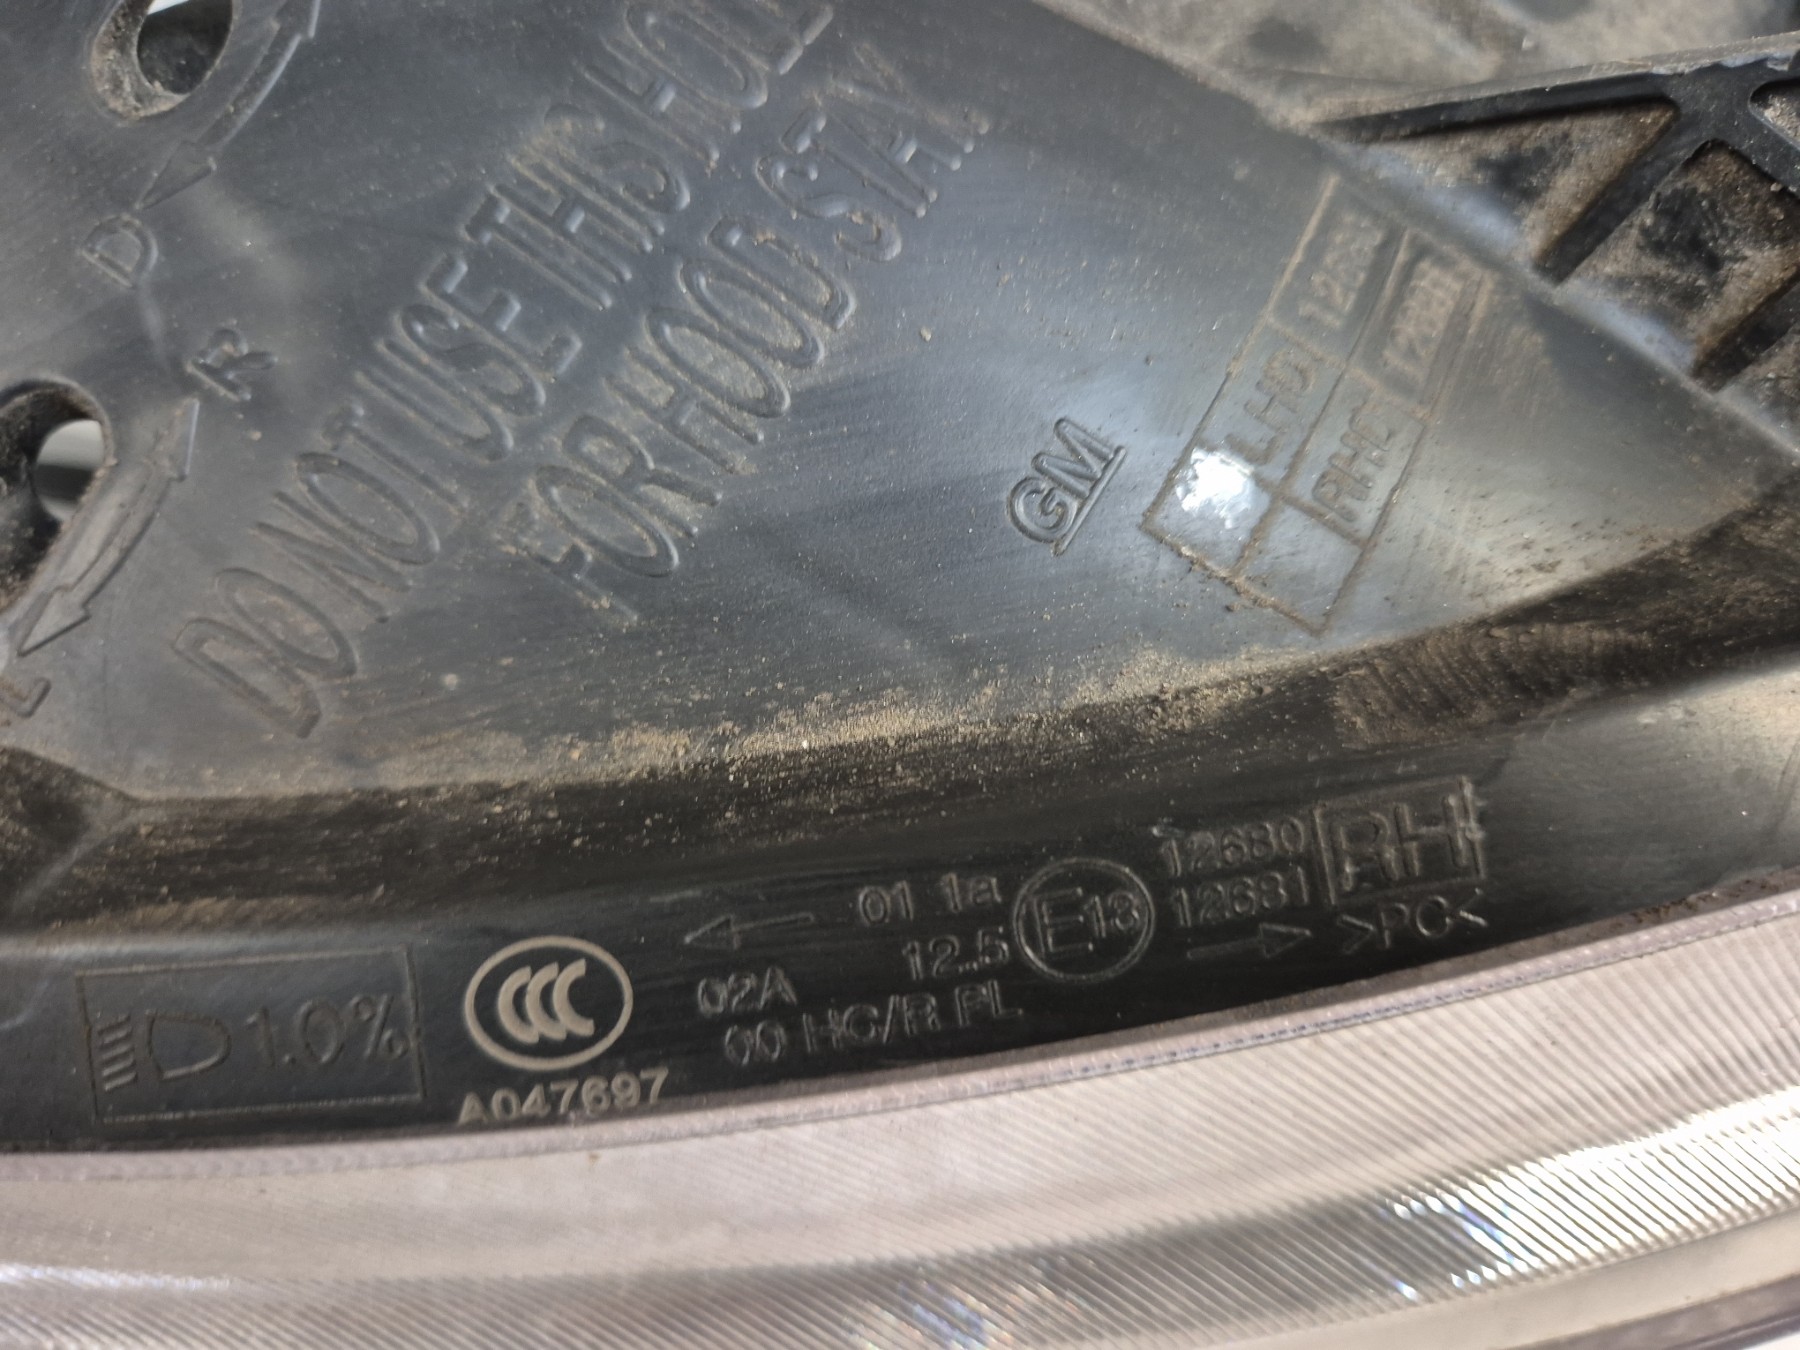 DO NOT USE THIS HOL
FOR HOOD STAY
D
R
GM
LHD
RHD
12680
12681
RH
01 1a
12.5
E13
>PC<
02A
00 HC/R PL
1.0%
CCC
A047697